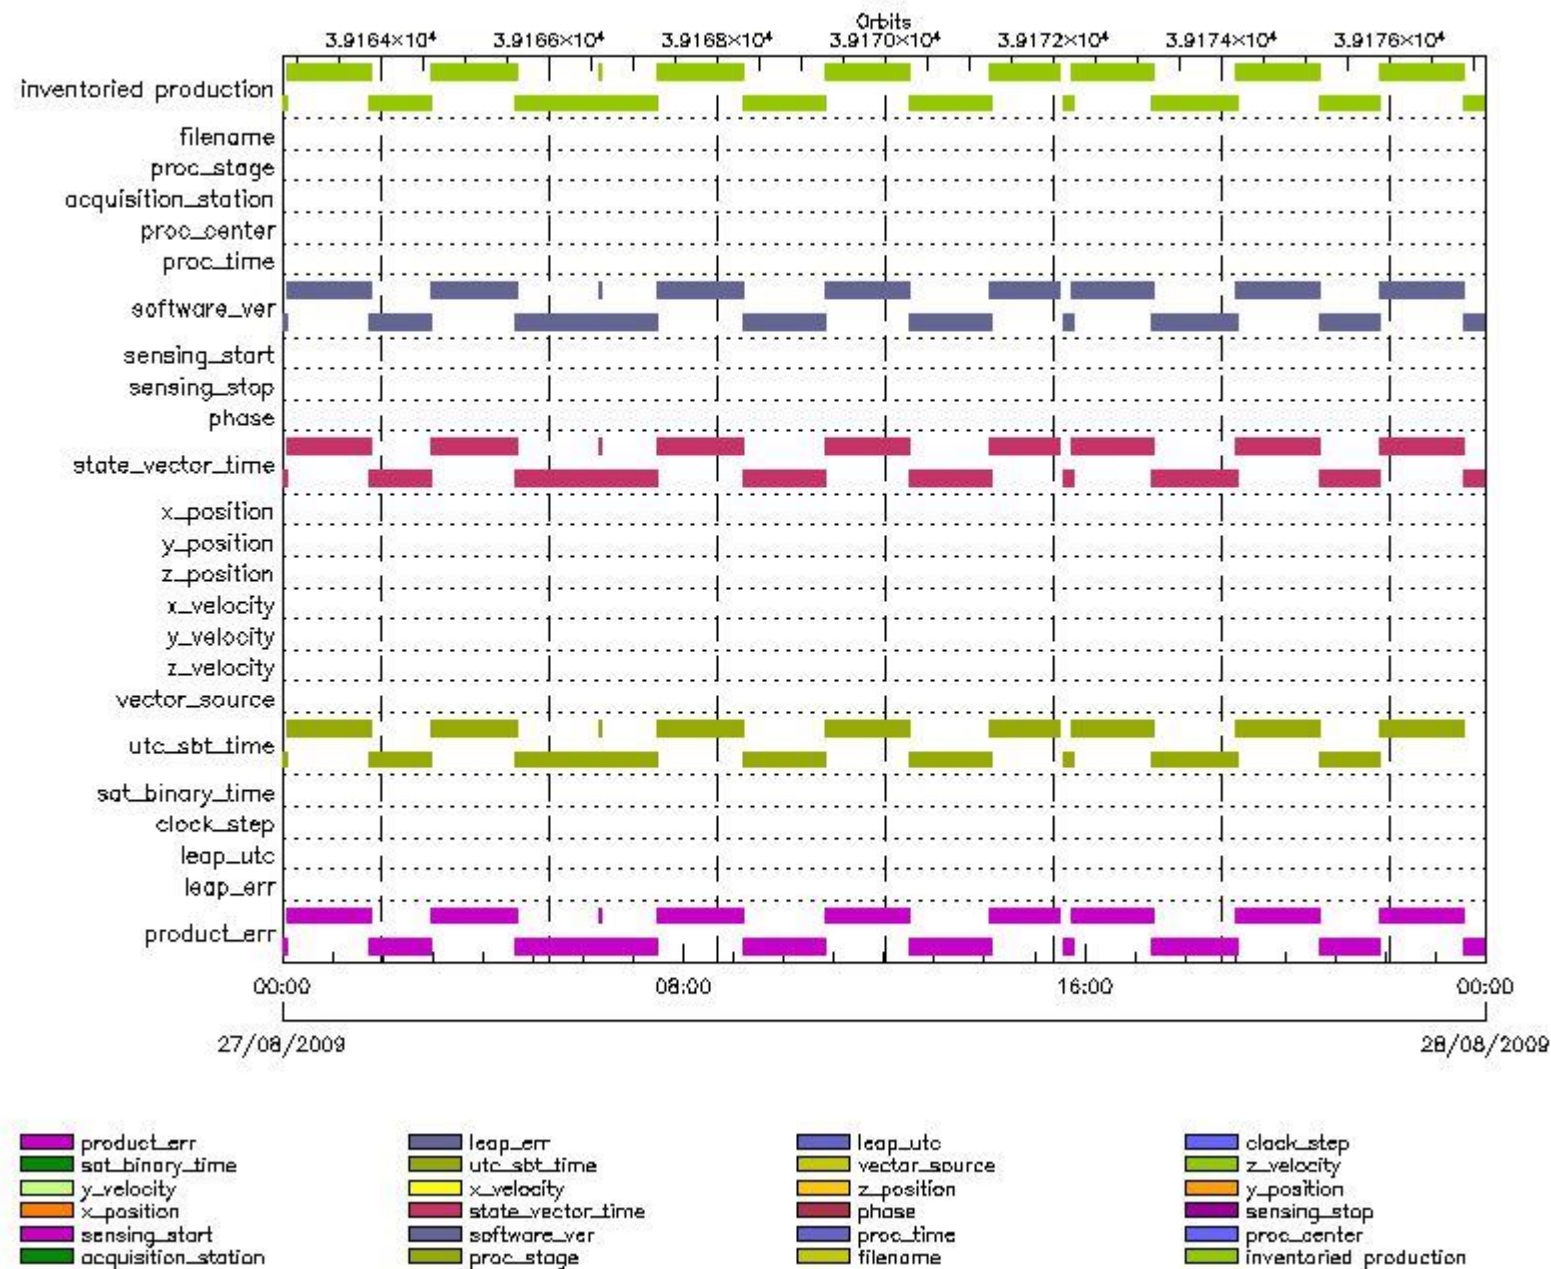 Orbits
3.9164×10⁴ 3.9166×10⁴ 3.9168×10⁴ 3.9170×10⁴ 3.9172×10⁴ 3.9174×10⁴ 3.9176×10⁴
inventoried production
filename
proc_stage
acquisition_station
proc_center
proc_time
software_ver
sensing_start
sensing_stop
phase
state_vector_time
x_position
y_position
z_position
x_velocity
y_velocity
z_velocity
vector_source
utc_sbt_time
sat_binary_time
clock_step
leap_utc
leap_err
product_err
00:00 08:00 16:00 00:00
27/08/2009 28/08/2009
product_err leap_err leap_utc clock_step
sat_binary_time utc_sbt_time vector_source z_velocity
y_velocity x_velocity z_position y_position
x_position state_vector_time phase sensing_stop
sensing_start software_ver proc_time proc_center
acquisition_station proc_stage filename inventoried production